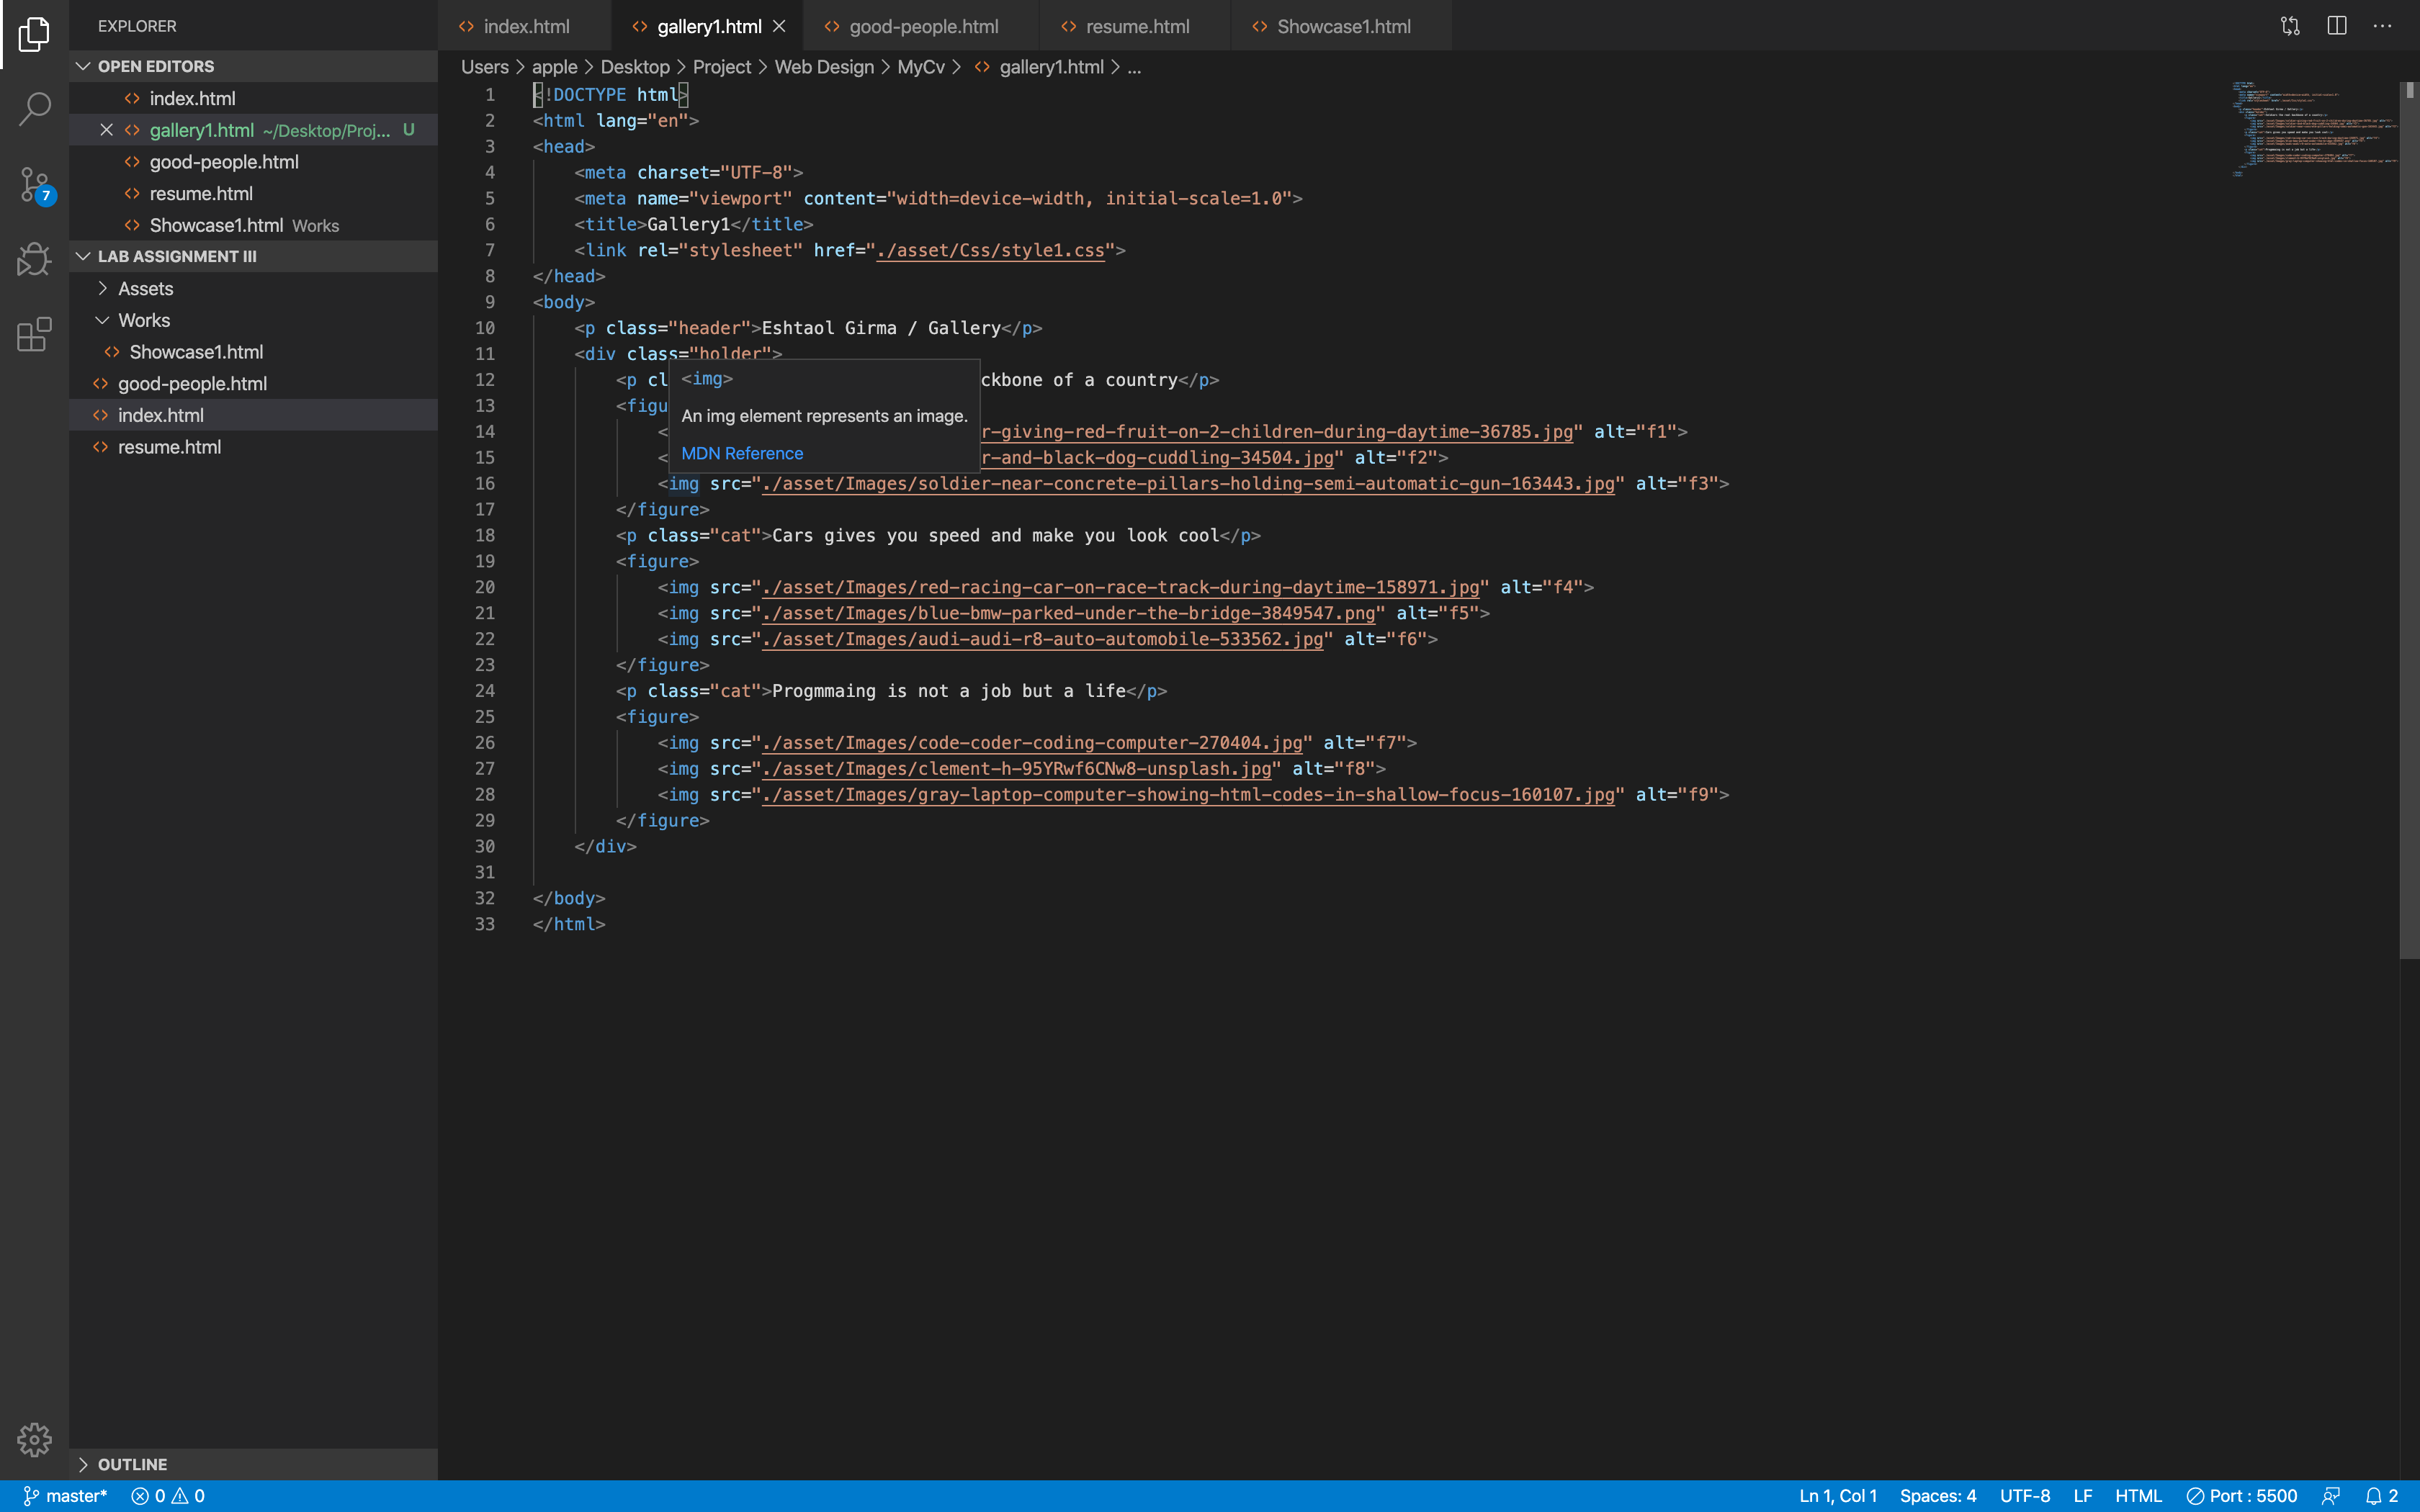 EXPLORER
OPEN EDITORS
index.html
gallery1.html ~/Desktop/Proj... U
good-people.html
resume.html
Showcase1.html Works
LAB ASSIGNMENT III
Assets
Works
Showcase1.html
good-people.html
index.html
resume.html
OUTLINE
7
index.html gallery1.html good-people.html resume.html Showcase1.html
Users > apple > Desktop > Project > Web Design > MyCv > gallery1.html > ...
1 <!DOCTYPE html>
2 <html lang="en">
3 <head>
4 <meta charset="UTF-8">
5 <meta name="viewport" content="width=device-width, initial-scale=1.0">
6 <title>Gallery1</title>
7 <link rel="stylesheet" href="./asset/Css/style1.css">
8 </head>
9 <body>
10 <p class="header">Eshtaol Girma / Gallery</p>
11 <div class="holder">
12 <p cl ckbone of a country</p>
13 <figu
14 < r-giving-red-fruit-on-2-children-during-daytime-36785.jpg" alt="f1">
15 < r-and-black-dog-cuddling-34504.jpg" alt="f2">
<img>
An img element represents an image.
MDN Reference
16 <img src="./asset/Images/soldier-near-concrete-pillars-holding-semi-automatic-gun-163443.jpg" alt="f3">
17 </figure>
18 <p class="cat">Cars gives you speed and make you look cool</p>
19 <figure>
20 <img src="./asset/Images/red-racing-car-on-race-track-during-daytime-158971.jpg" alt="f4">
21 <img src="./asset/Images/blue-bmw-parked-under-the-bridge-3849547.png" alt="f5">
22 <img src="./asset/Images/audi-audi-r8-auto-automobile-533562.jpg" alt="f6">
23 </figure>
24 <p class="cat">Progmmaing is not a job but a life</p>
25 <figure>
26 <img src="./asset/Images/code-coder-coding-computer-270404.jpg" alt="f7">
27 <img src="./asset/Images/clement-h-95YRwf6CNw8-unsplash.jpg" alt="f8">
28 <img src="./asset/Images/gray-laptop-computer-showing-html-codes-in-shallow-focus-160107.jpg" alt="f9">
29 </figure>
30 </div>
31
32 </body>
33 </html>
master* 0 0 Ln 1, Col 1 Spaces: 4 UTF-8 LF HTML Port : 5500 2